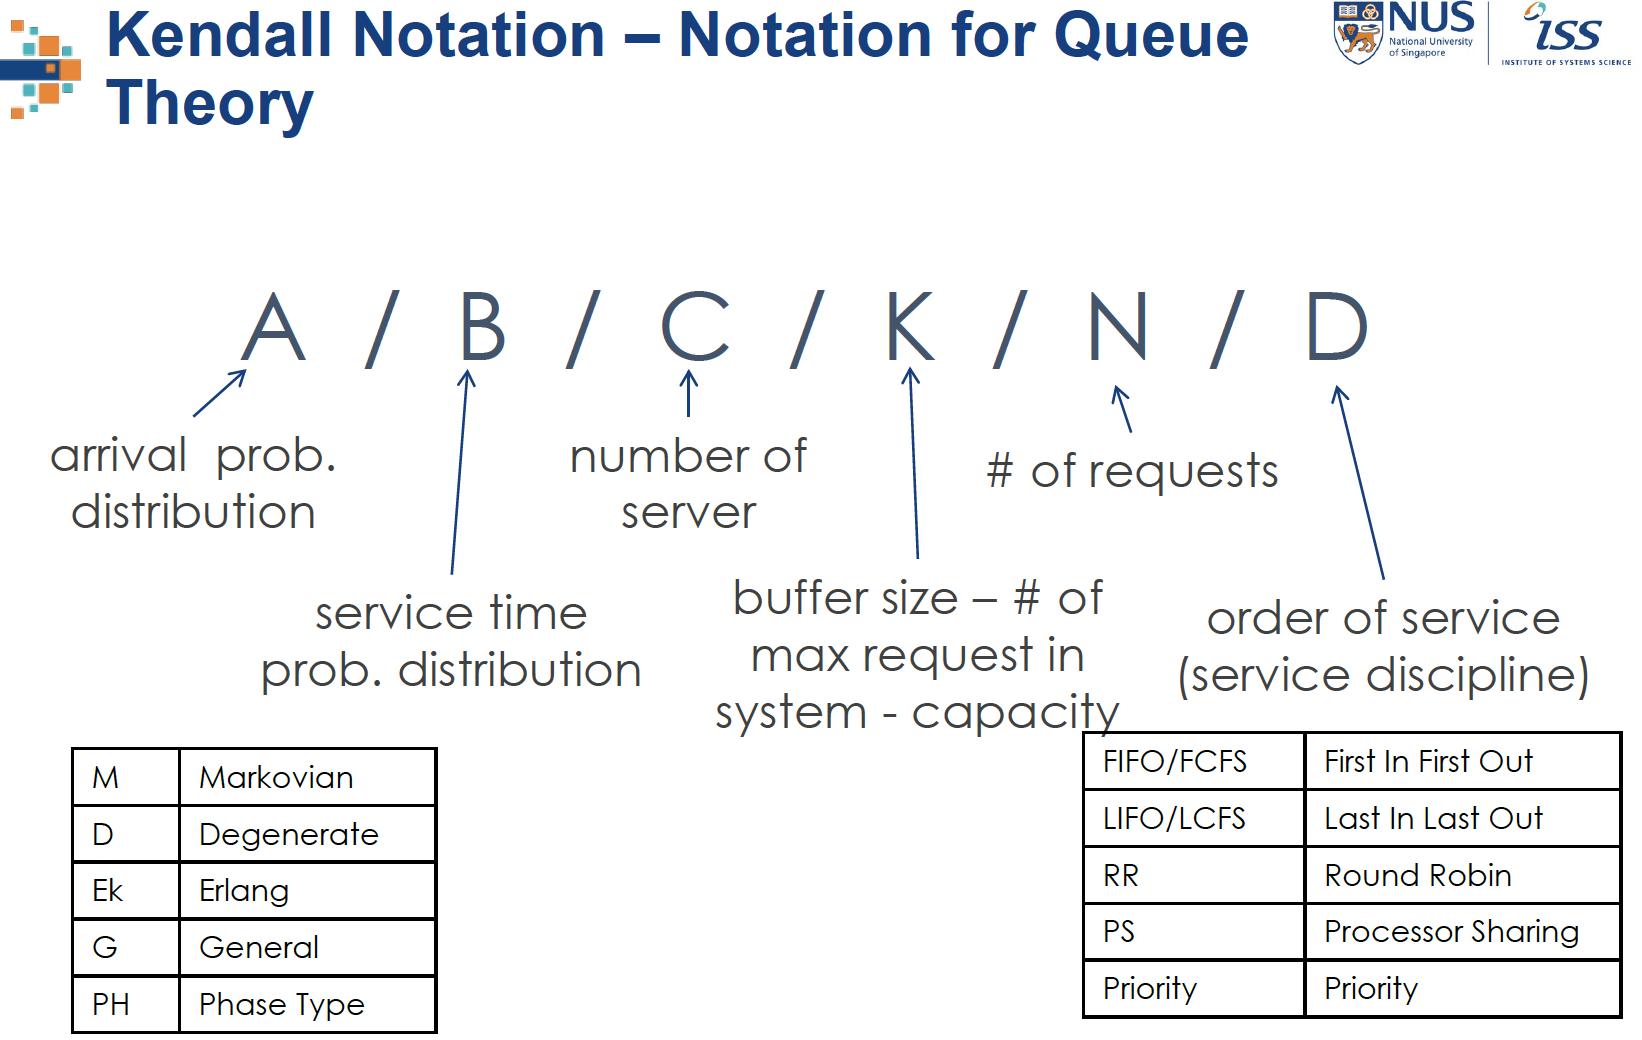 Kendall Notation – Notation for Queue
Theory
NUS
National University
of Singapore
iss
INSTITUTE OF SYSTEMS SCIENCE
A / B / C / K / N / D
arrival prob.
distribution
number of
server
# of requests
service time
prob. distribution
buffer size – # of
max request in
system - capacity
order of service
(service discipline)
M Markovian
D Degenerate
Ek Erlang
G General
PH Phase Type
FIFO/FCFS First In First Out
LIFO/LCFS Last In Last Out
RR Round Robin
PS Processor Sharing
Priority Priority